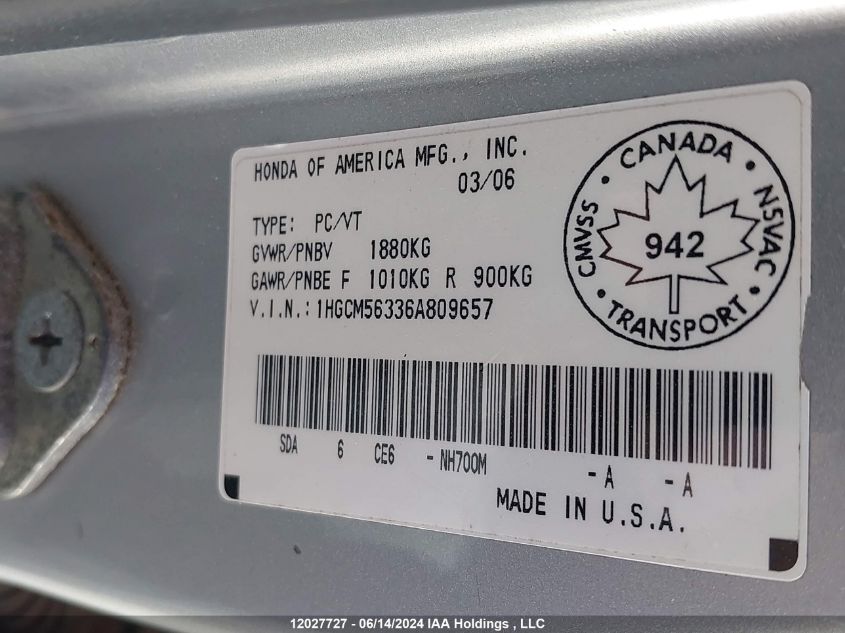 HONDA OF AMERICA MFG., INC.
03/06
TYPE: PC/VT
GVWR/PNBV 1880KG
GAWR/PNBE F 1010KG R 900KG
V.I.N.: 1HGCM56336A809657
CANADA
CMVSS
942
NSVAC
TRANSPORT
SDA 6 CE6 - NH700M - A - A
MADE IN U.S.A.
12027727 - 06/14/2024 IAA Holdings , LLC